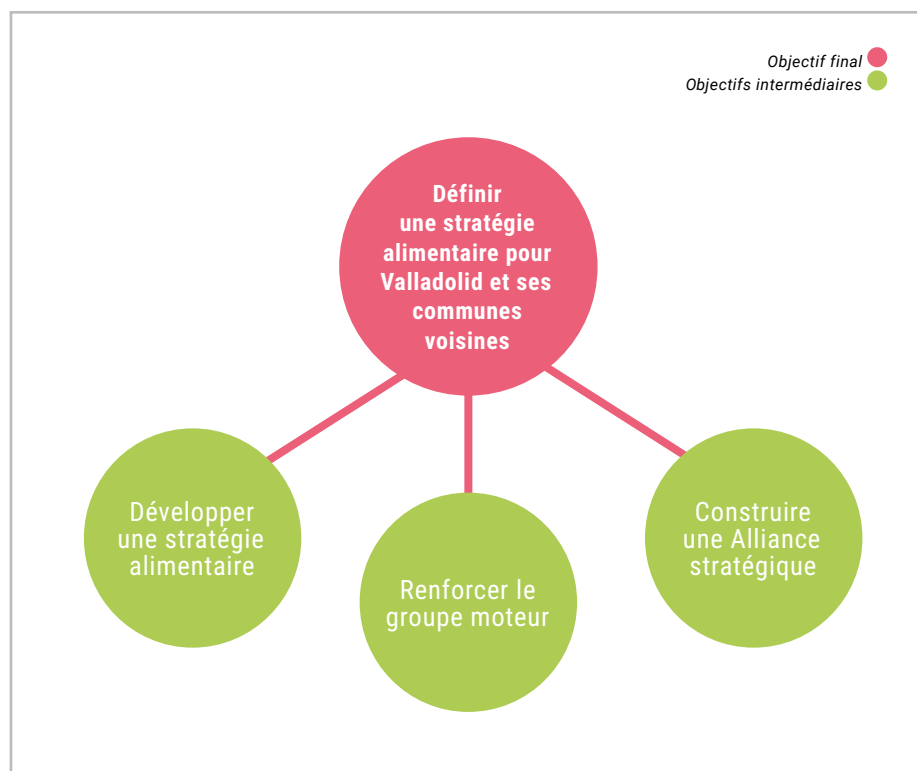 Objectif final
Objectifs intermédiaires
Définir
une stratégie
alimentaire pour
Valladolid et ses
communes
voisines
Développer
une stratégie
alimentaire
Renforcer le
groupe moteur
Construire
une Alliance
stratégique